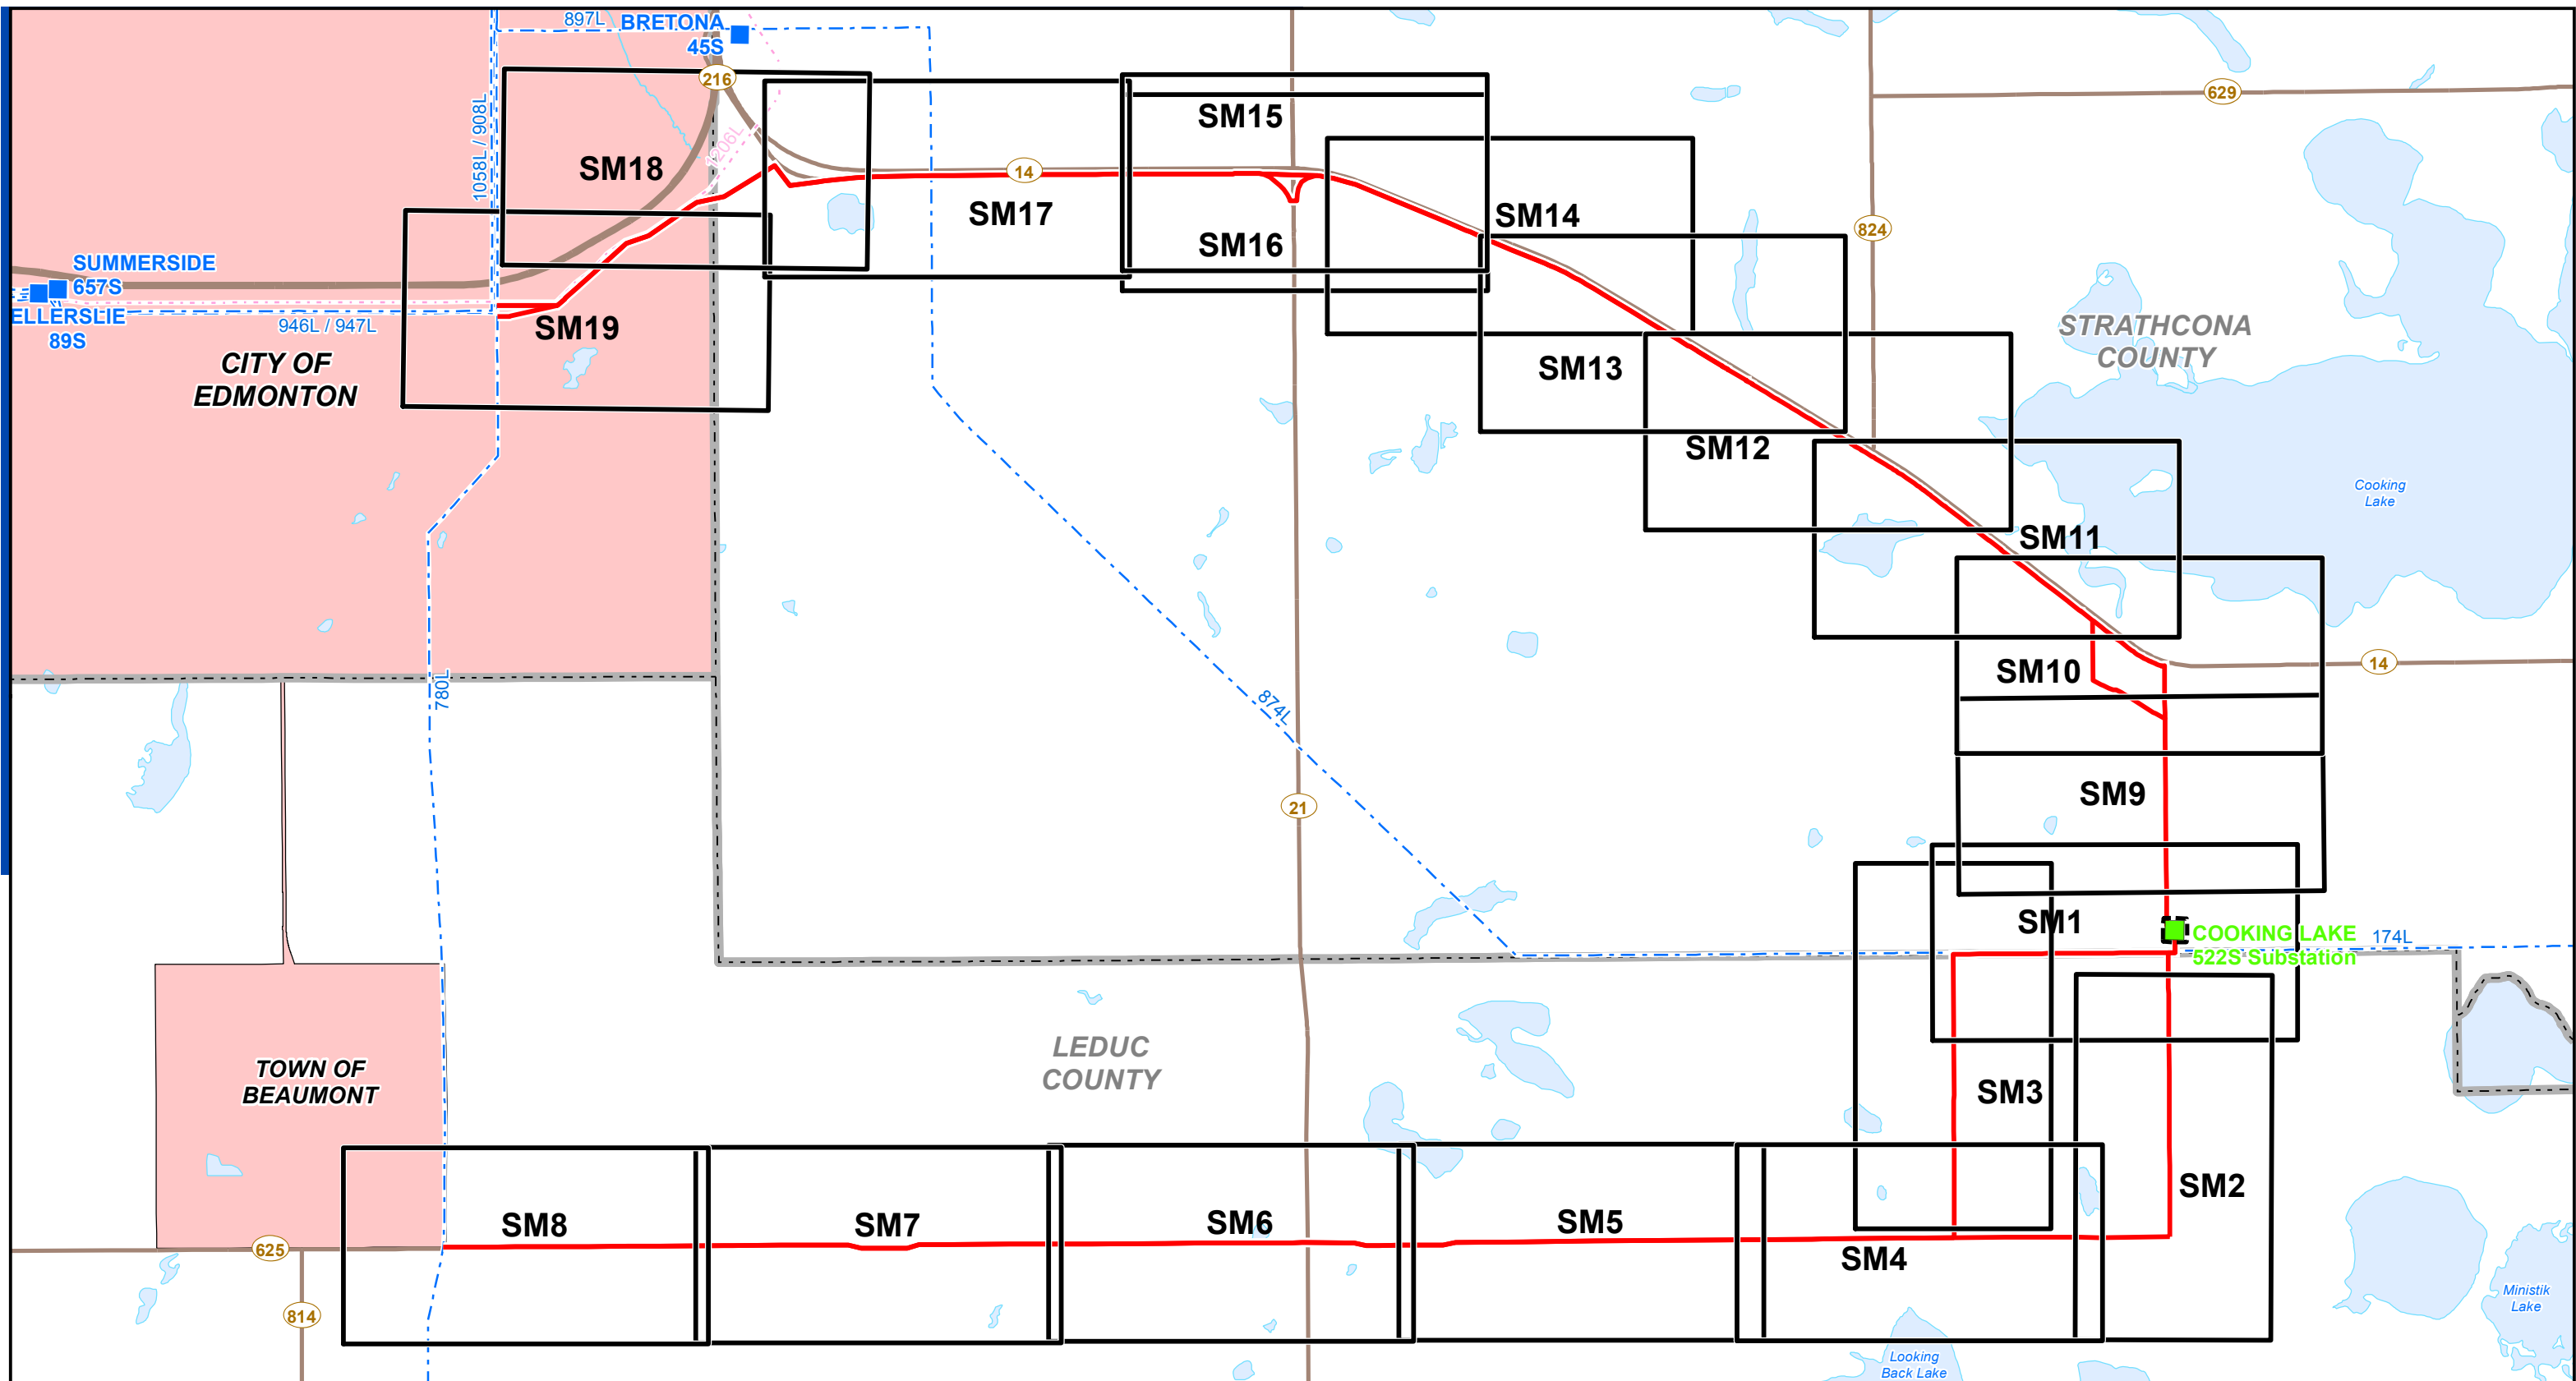 897L
BRETONA
45S
216
629
1058L / 908L
SM15
1206L
SM18
14
SM17
SM16
SM14
824
SUMMERSIDE
657S
ELLERSLIE
89S
946L / 947L
SM19
CITY OF
EDMONTON
STRATHCONA
COUNTY
SM13
SM12
Cooking
Lake
SM11
SM10
14
780L
874L
21
SM9
SM1
COOKING LAKE
522S Substation
174L
LEDUC
COUNTY
TOWN OF
BEAUMONT
SM3
SM2
SM8
SM7
SM6
SM5
SM4
625
814
Ministik
Lake
Looking
Back Lake